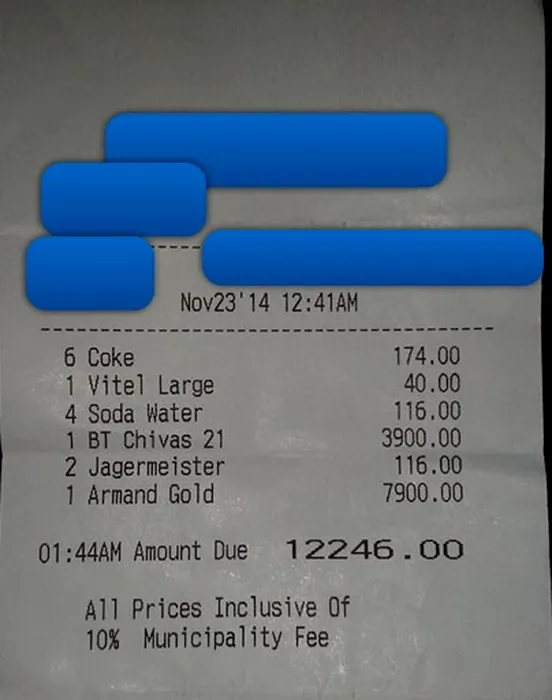 Nov23'14 12:41AM
6 Coke 174.00
1 Vitel Large 40.00
4 Soda Water 116.00
1 BT Chivas 21 3900.00
2 Jagermeister 116.00
1 Armand Gold 7900.00
01:44AM Amount Due 12246.00
All Prices Inclusive Of
10% Municipality Fee